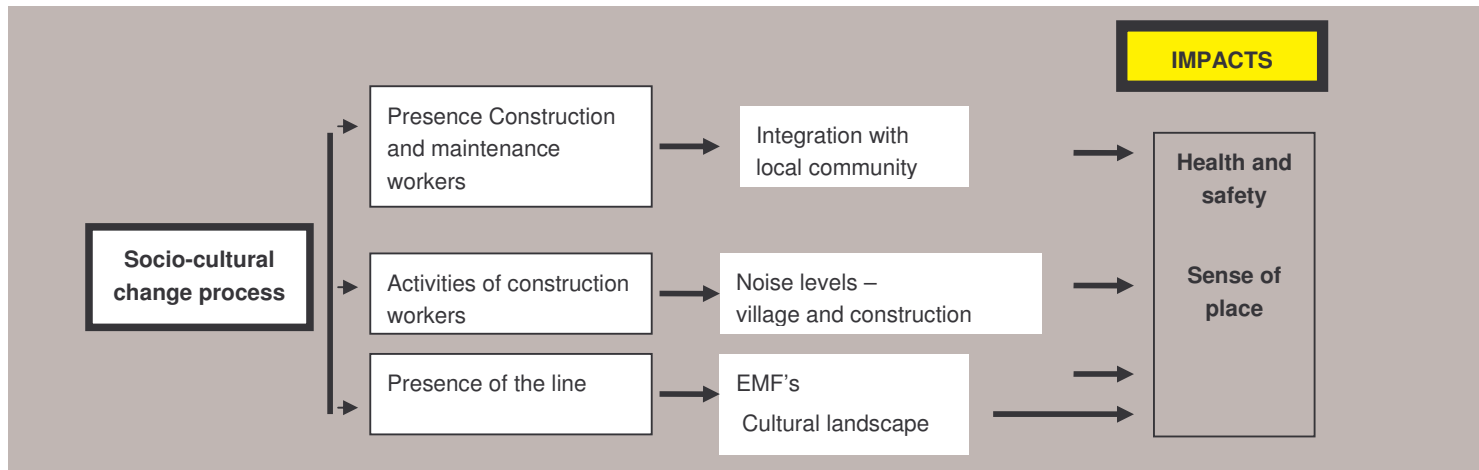 IMPACTS
Presence Construction
and maintenance
workers
Integration with
local community
Health and
safety
Socio-cultural
change process
Activities of construction
workers
Noise levels –
village and construction
Sense of
place
Presence of the line
EMF's
Cultural landscape